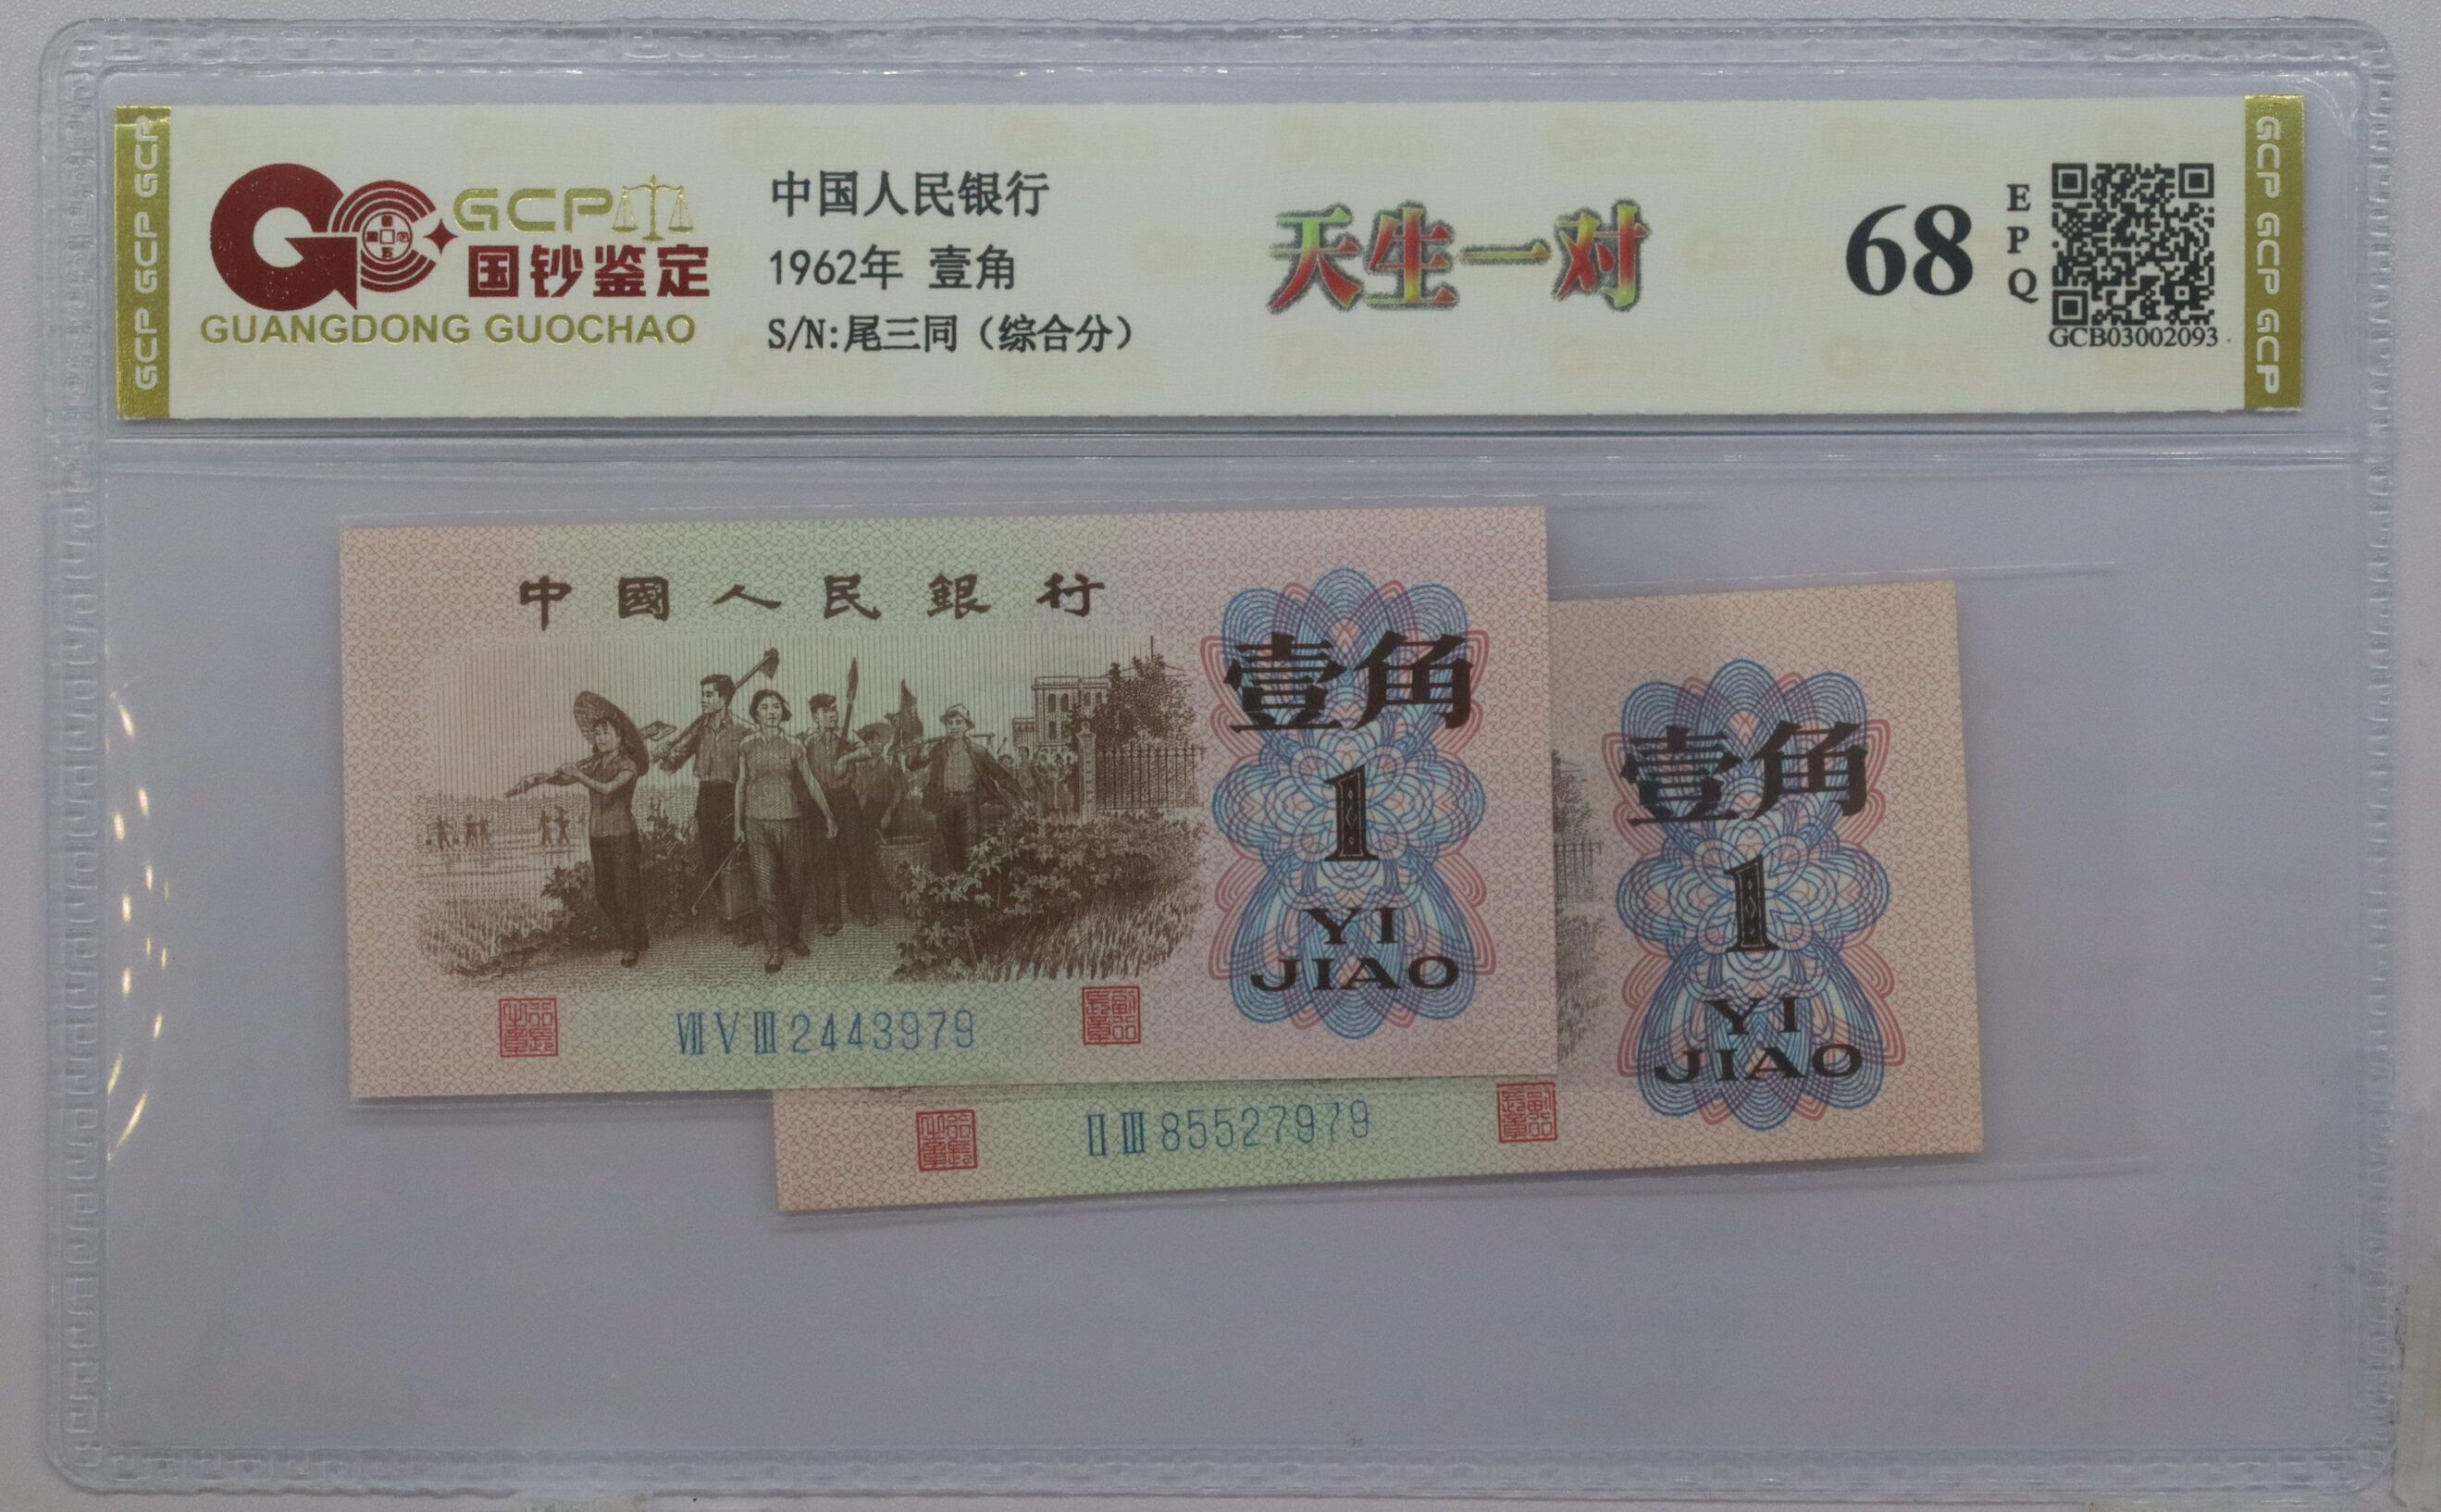 GCP GCP GCP
GCP
国钞鉴定
GUANGDONG GUOCHAO
中国人民银行
1962年 壹角
S/N:尾三同（综合分）
天生一对
68
EPQ
GCB03002093
GCP GCP GCP
中國人民銀行
壹角
1
YI
JIAO
ⅧⅤⅢ2443979
壹角
1
YI
JIAO
ⅡⅢ85527979